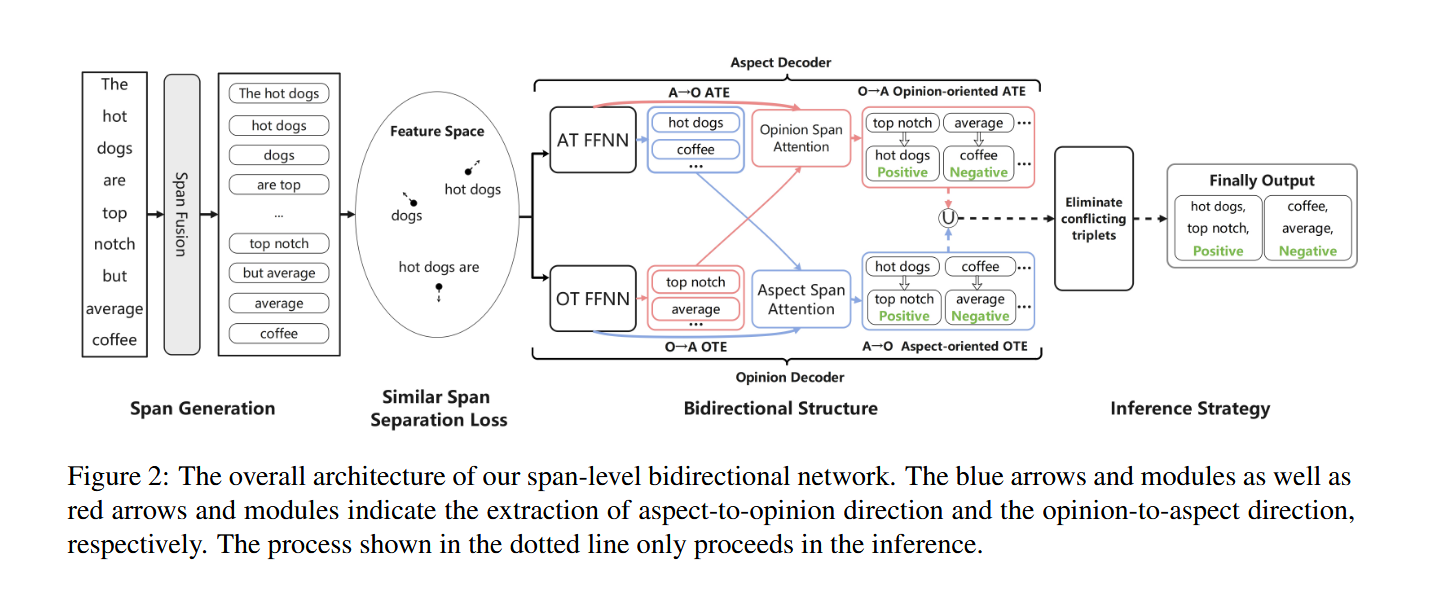 The
hot
dogs
are
top
notch
but
average
coffee
Span Fusion
The hot dogs
hot dogs
dogs
are top
...
top notch
but average
average
coffee
Span Generation
Feature Space
hot dogs
dogs
hot dogs are
Similar Span
Separation Loss
Aspect Decoder
A→O ATE
O→A Opinion-oriented ATE
AT FFNN
hot dogs
coffee
...
Opinion Span
Attention
top notch
average
...
hot dogs
Positive
coffee
Negative
...
U
OT FFNN
top notch
average
...
Aspect Span
Attention
hot dogs
coffee
...
top notch
Positive
average
Negative
...
O→A OTE
A→O Aspect-oriented OTE
Opinion Decoder
Bidirectional Structure
Eliminate
conflicting
triplets
Finally Output
hot dogs,
top notch,
Positive
coffee,
average,
Negative
Inference Strategy
Figure 2: The overall architecture of our span-level bidirectional network. The blue arrows and modules as well as
red arrows and modules indicate the extraction of aspect-to-opinion direction and the opinion-to-aspect direction,
respectively. The process shown in the dotted line only proceeds in the inference.